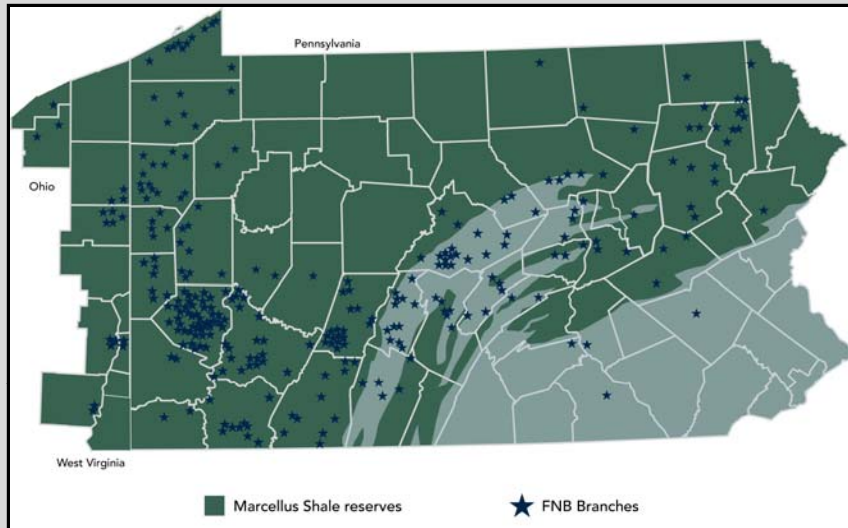 Pennsylvania
Ohio
West Virginia
Marcellus Shale reserves
FNB Branches